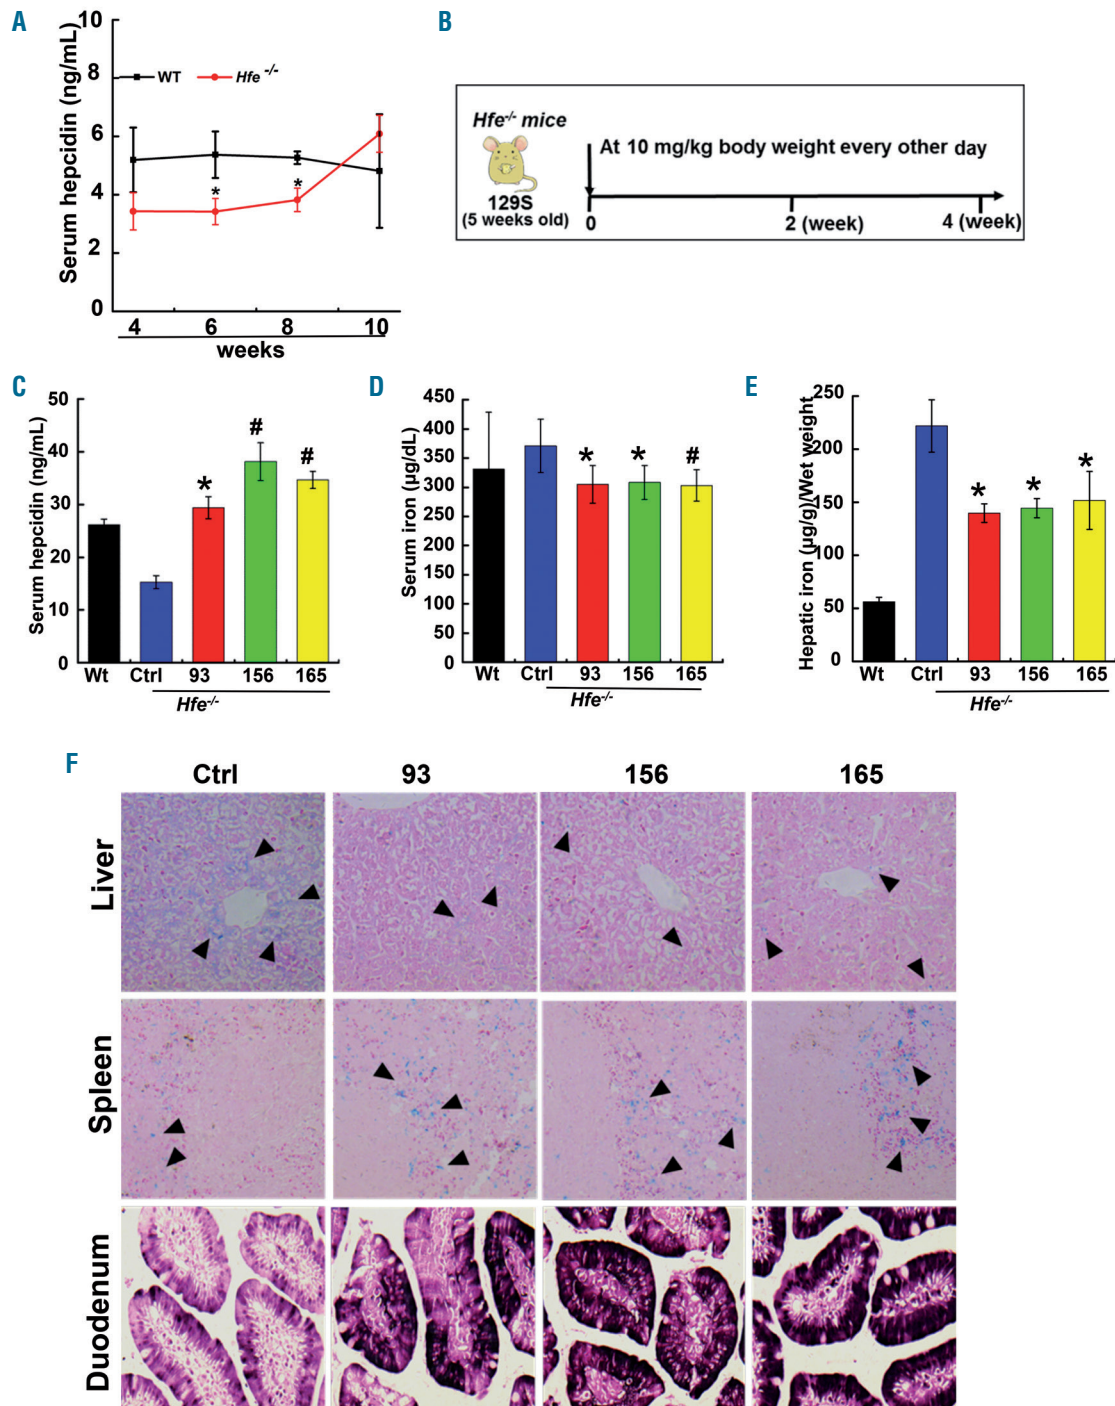 A
Serum hepcidin (ng/mL)
10
8
6
4
2
0
WT
Hfe -/-
*
*
4 6 8 10
weeks
B
Hfe-/- mice
129S
(5 weeks old)
At 10 mg/kg body weight every other day
0 2 (week) 4 (week)
C
Serum hepcidin (ng/mL)
50
40
30
20
10
0
* # #
Wt Ctrl 93 156 165
Hfe-/-
D
Serum iron (µg/dL)
450
400
350
300
250
200
150
100
50
0
* * #
Wt Ctrl 93 156 165
Hfe-/-
E
Hepatic iron (µg/g)/Wet weight
250
200
150
100
50
0
* * *
Wt Ctrl 93 156 165
Hfe-/-
F
Ctrl 93 156 165
Liver
Spleen
Duodenum